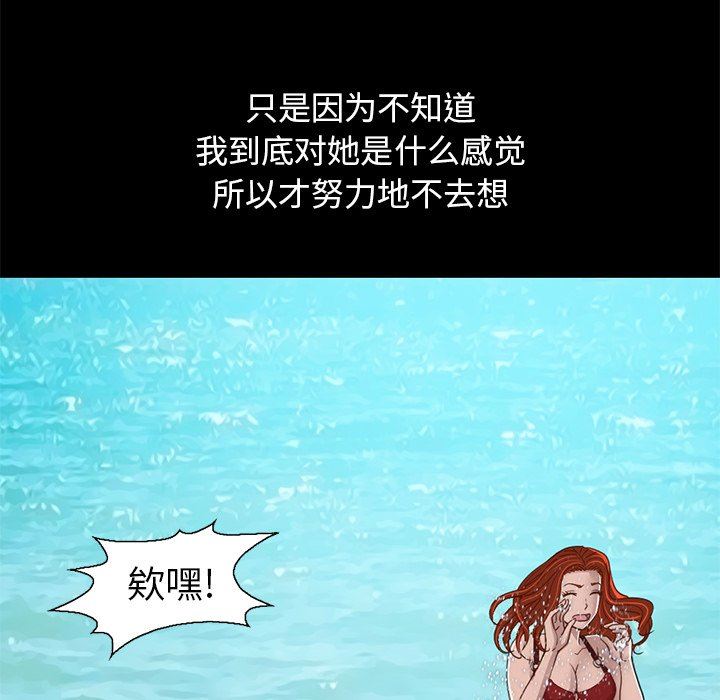 只是因为不知道
我到底对她是什么感觉
所以才努力地不去想
欸嘿!